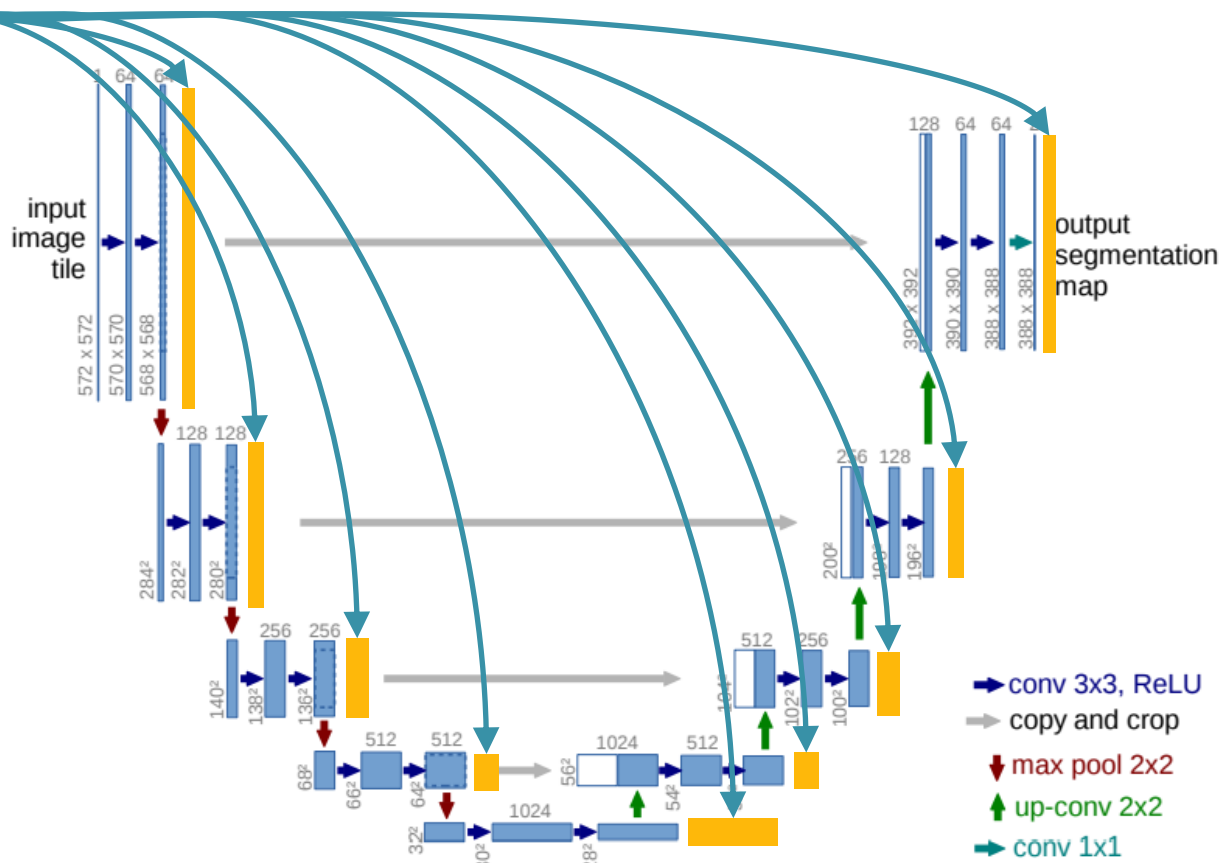 1 64 64
input
image
tile
572 x 572
570 x 570
568 x 568
128 64 64
392 x 392
390 x 390
388 x 388
388 x 388
output
segmentation
map
128 128
284²
282²
280²
256 128
200²
198²
196²
256 256
140²
138²
136²
512 256
104²
102²
100²
512 512
68²
66²
64²
1024 512
56²
54²
1024
32²
conv 3x3, ReLU
copy and crop
max pool 2x2
up-conv 2x2
conv 1x1